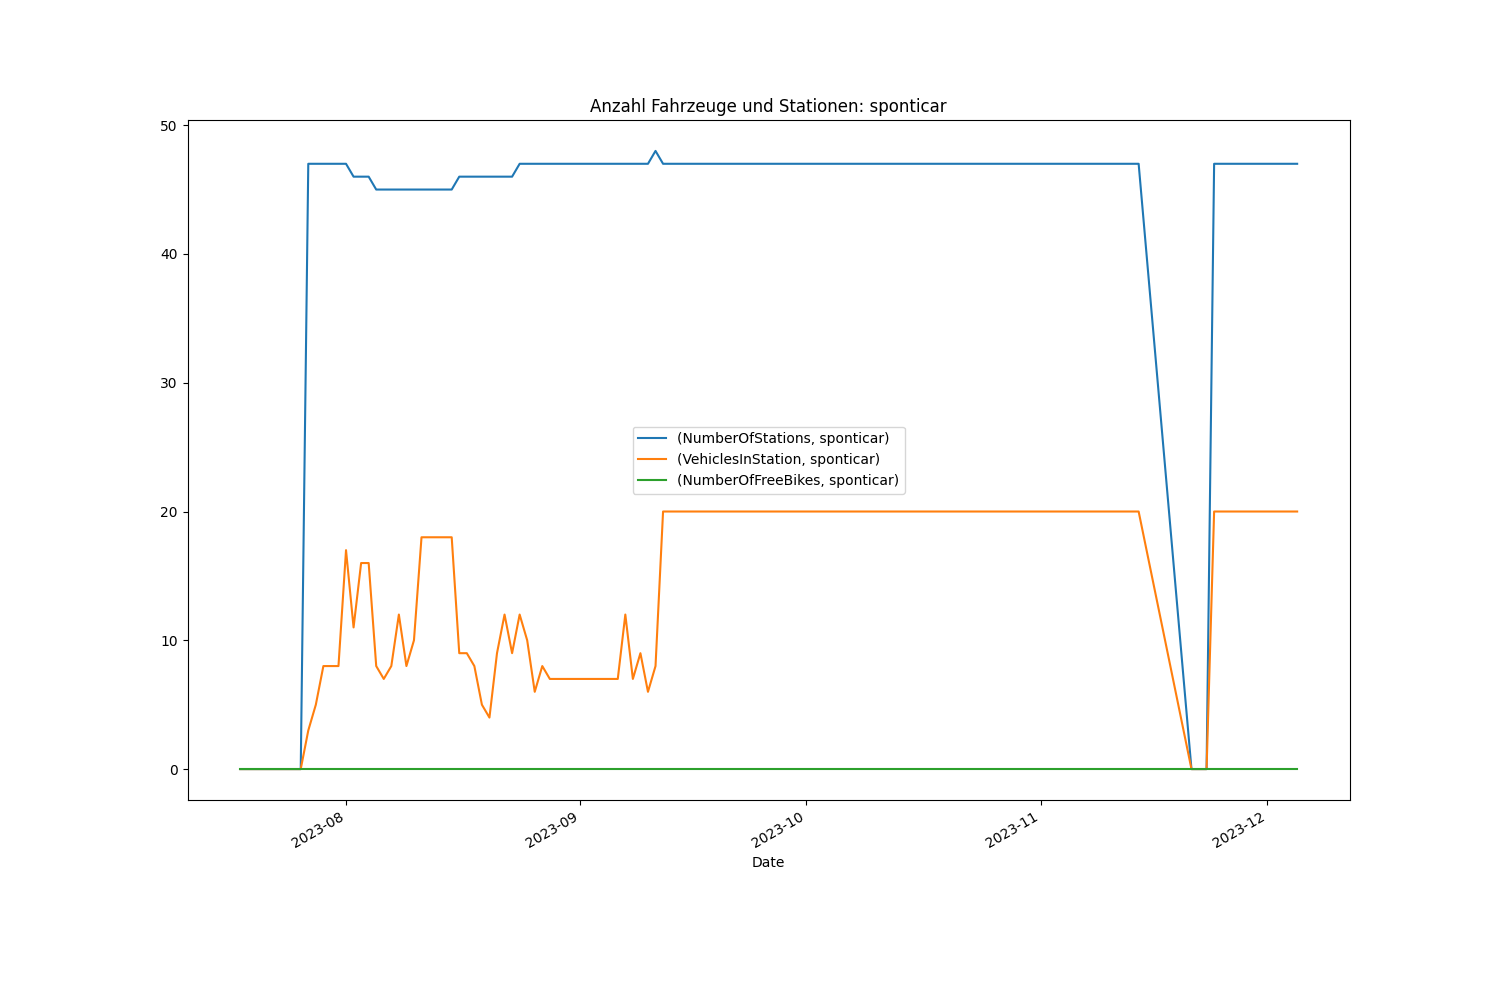 Anzahl Fahrzeuge und Stationen: sponticar
50
40
30
20
10
0
(NumberOfStations, sponticar)
(VehiclesInStation, sponticar)
(NumberOfFreeBikes, sponticar)
2023-08
2023-09
2023-10
2023-11
2023-12
Date